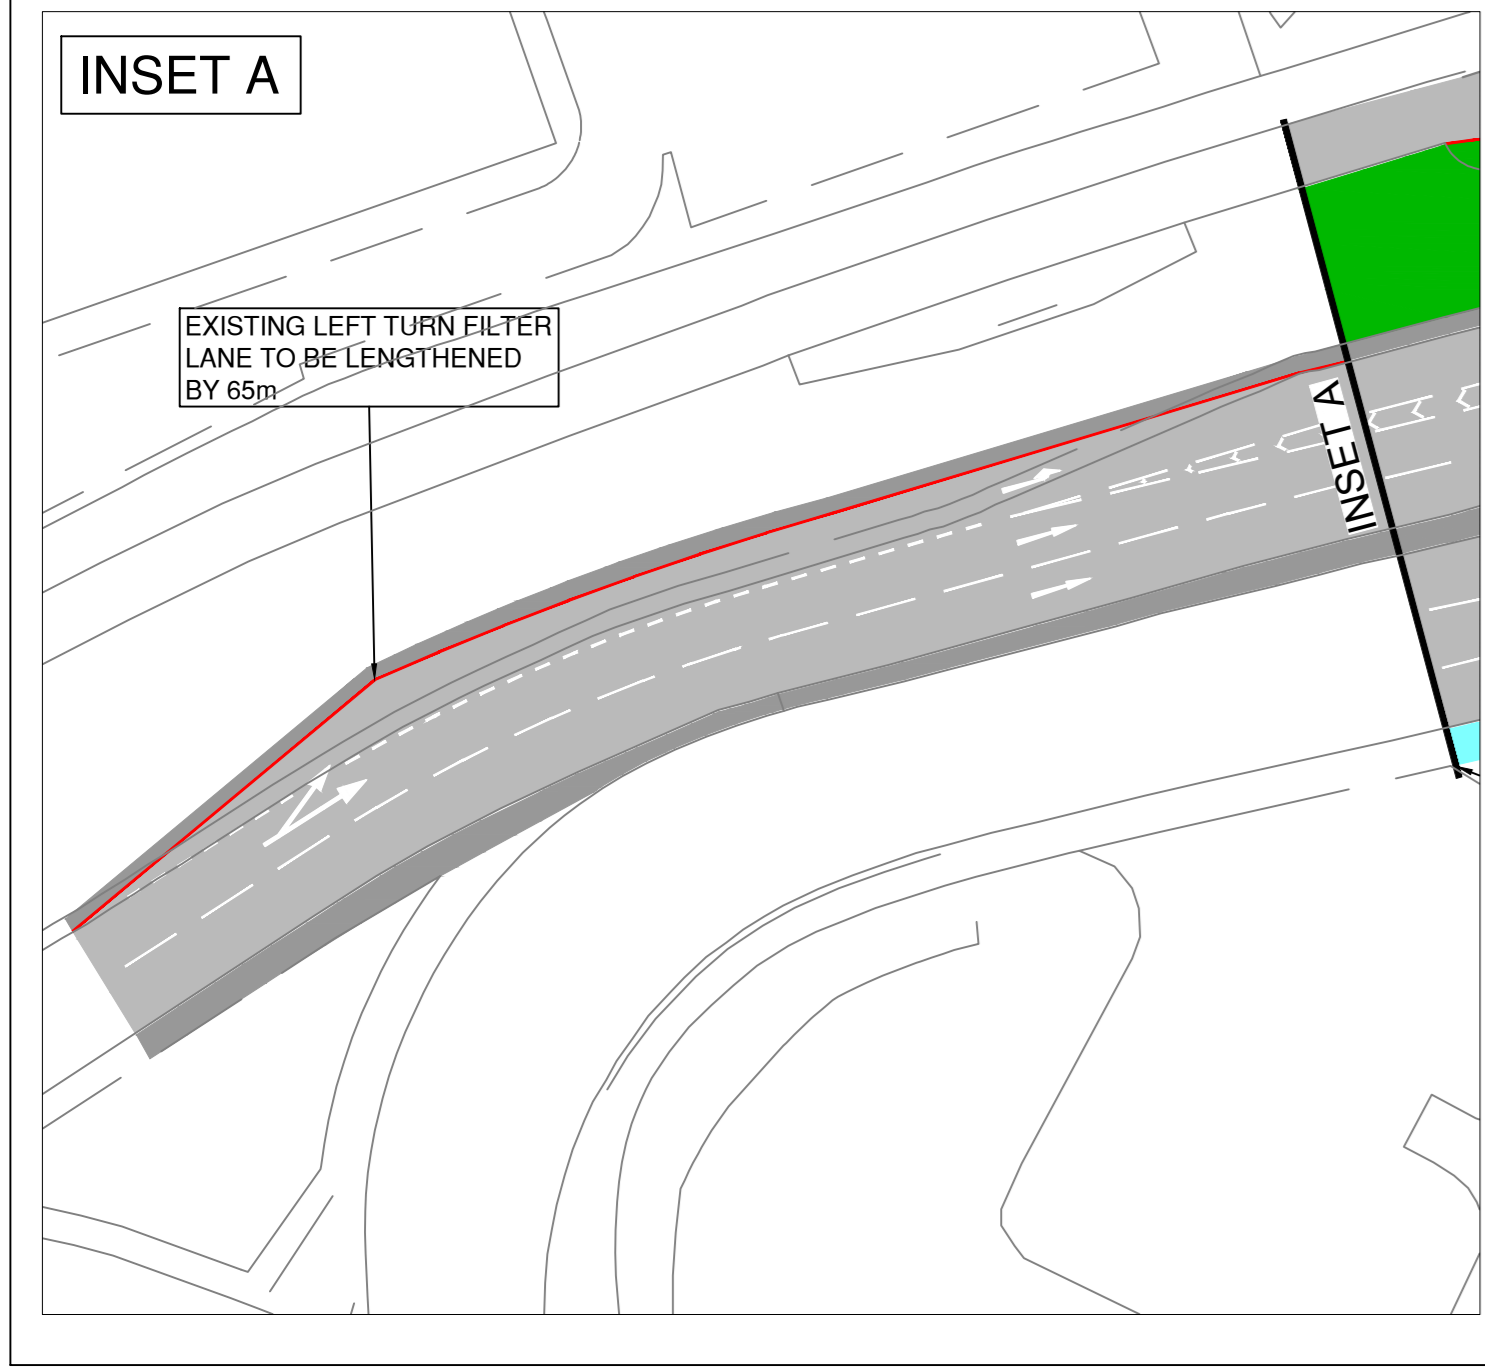 INSET A
EXISTING LEFT TURN FILTER
LANE TO BE LENGTHENED
BY 65m
INSET A